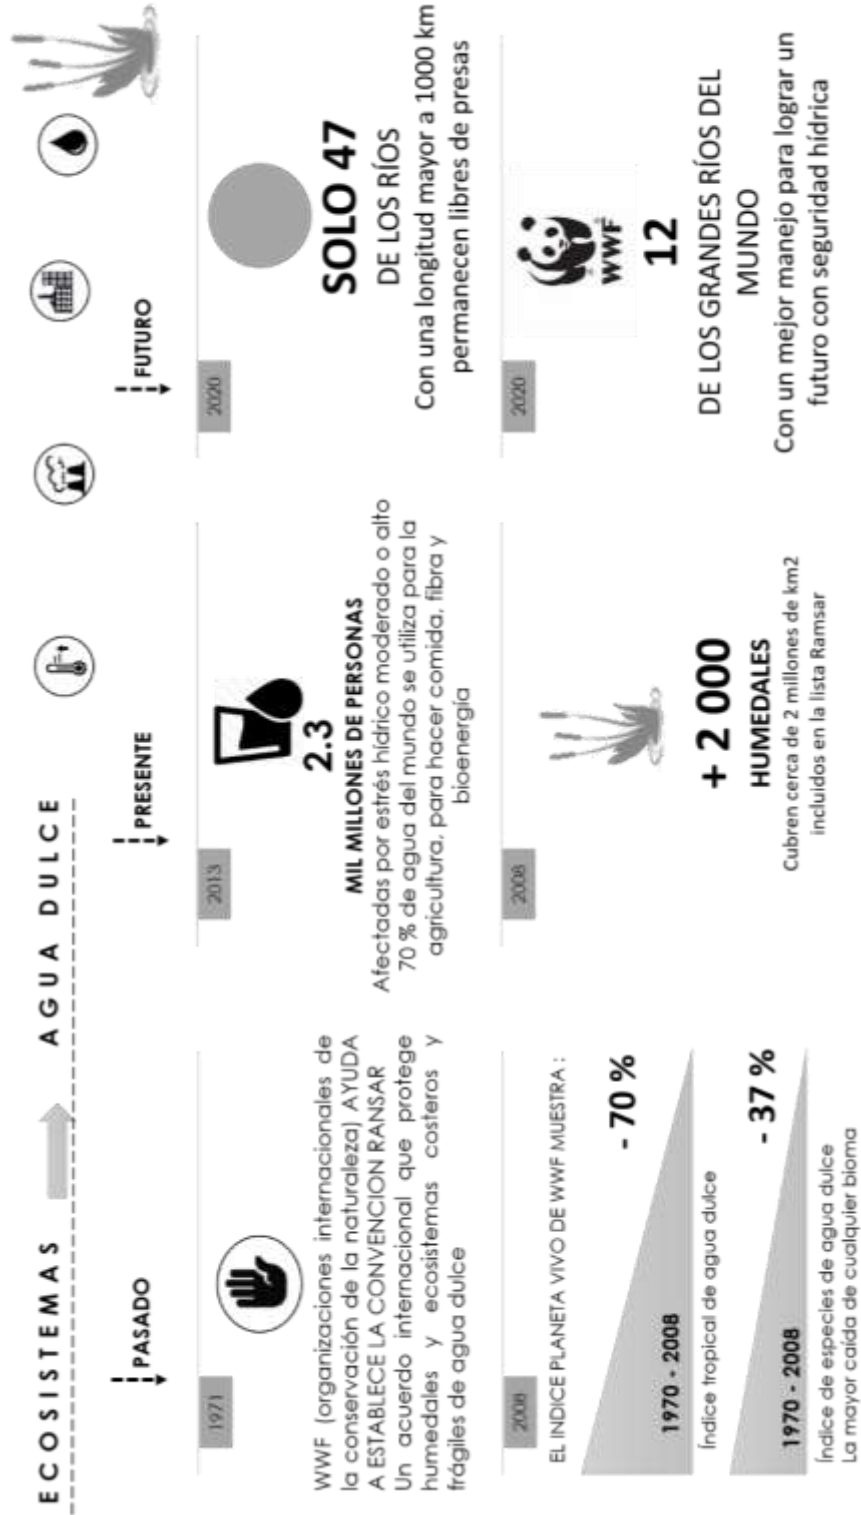 ECOSISTEMAS AGUA DULCE
PASADO
1971
WWF (organizaciones internacionales de
la conservación de la naturaleza) AYUDA
A ESTABLECE LA CONVENCION RANSAR
Un acuerdo internacional que protege
humedales y ecosistemas costeros y
frágiles de agua dulce
2008
EL INDICE PLANETA VIVO DE WWF MUESTRA :
- 70 %
1970 - 2008
Índice tropical de agua dulce
- 37 %
1970 - 2008
Índice de especies de agua dulce
La mayor caída de cualquier bioma
PRESENTE
2013
2.3
MIL MILLONES DE PERSONAS
Afectadas por estrés hídrico moderado o alto
70 % de agua del mundo se utiliza para la
agricultura, para hacer comida, fibra y
bioenergía
2008
+ 2 000
HUMEDALES
Cubren cerca de 2 millones de km2
incluidos en la lista Ramsar
FUTURO
2020
SOLO 47
DE LOS RÍOS
Con una longitud mayor a 1000 km
permanecen libres de presas
2020
WWF
12
DE LOS GRANDES RÍOS DEL
MUNDO
Con un mejor manejo para lograr un
futuro con seguridad hídrica